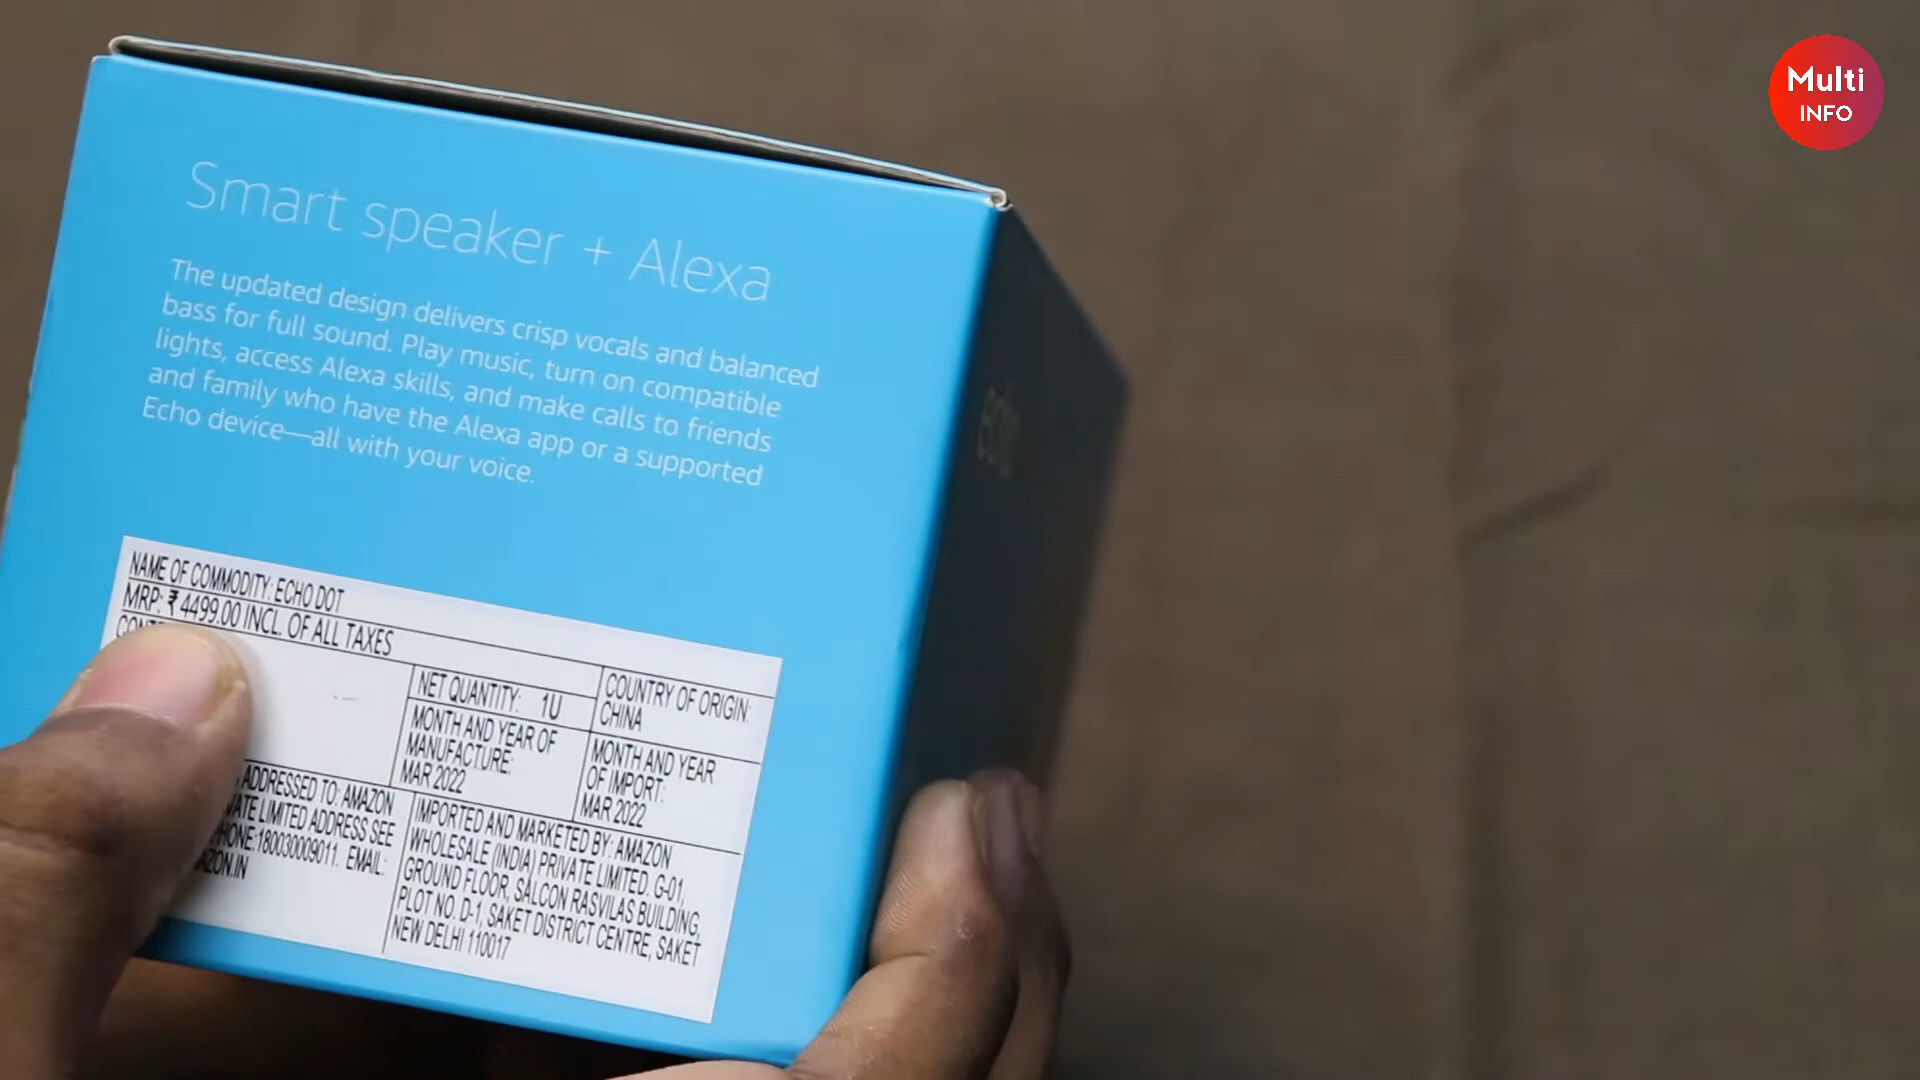 Multi
INFO
Smart speaker + Alexa
The updated design delivers crisp vocals and balanced
bass for full sound. Play music, turn on compatible
lights, access Alexa skills, and make calls to friends
and family who have the Alexa app or a supported
Echo device—all with your voice.
echo
NAME OF COMMODITY: ECHO DOT
MRP: ₹ 4499.00 INCL. OF ALL TAXES
NET QUANTITY: 1U
COUNTRY OF ORIGIN:
CHINA
MONTH AND YEAR OF
MANUFACTURE:
MAR 2022
MONTH AND YEAR
OF IMPORT:
MAR 2022
ADDRESSED TO: AMAZON
LIMITED ADDRESS SEE
180030009011. EMAIL:
IMPORTED AND MARKETED BY: AMAZON
WHOLESALE (INDIA) PRIVATE LIMITED. G-01,
GROUND FLOOR, SALCON RASVILAS BUILDING,
PLOT NO. D-1, SAKET DISTRICT CENTRE, SAKET
NEW DELHI 110017